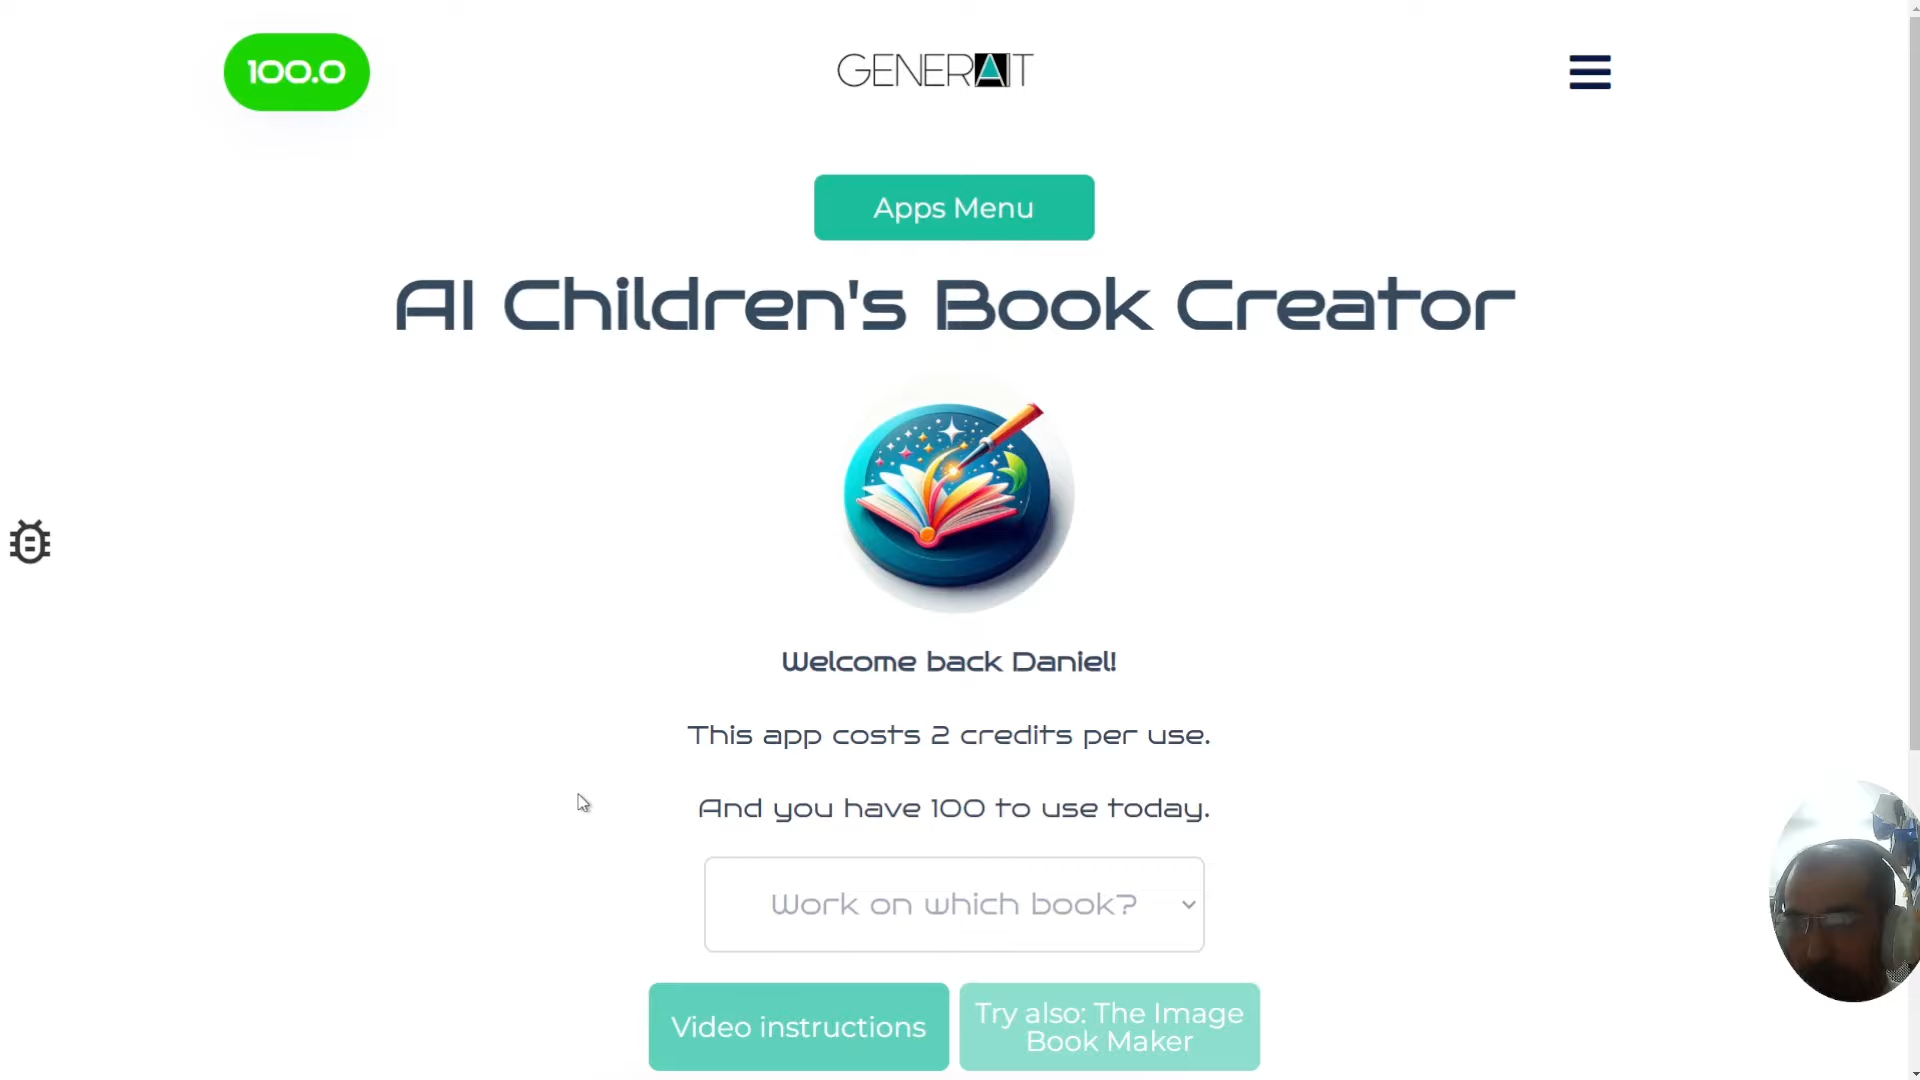 100.0
GENERAIT
Apps Menu
AI Children's Book Creator
Welcome back Daniel!
This app costs 2 credits per use.
And you have 100 to use today.
Work on which book?
Video instructions
Try also: The Image
Book Maker